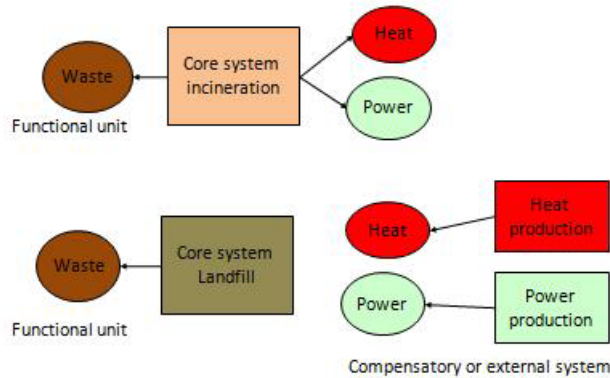 Heat
Waste
Core system
incineration
Power
Functional unit
Heat
production
Heat
Waste
Core system
Landfill
Power
Power
production
Functional unit
Compensatory or external system